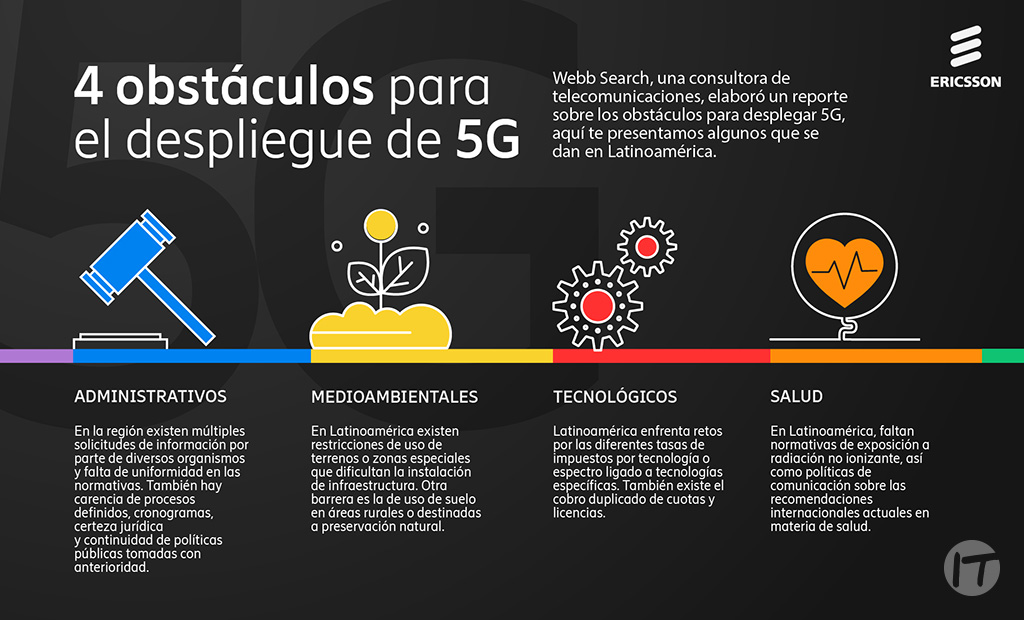 4 obstáculos para
el despliegue de 5G
Webb Search, una consultora de
telecomunicaciones, elaboró un reporte
sobre los obstáculos para desplegar 5G,
aquí te presentamos algunos que se
dan en Latinoamérica.
ERICSSON
ADMINISTRATIVOS
En la región existen múltiples
solicitudes de información por
parte de diversos organismos
y falta de uniformidad en las
normativas. También hay
carencia de procesos
definidos, cronogramas,
certeza jurídica
y continuidad de políticas
públicas tomadas con
anterioridad.
MEDIOAMBIENTALES
En Latinoamérica existen
restricciones de uso de
terrenos o zonas especiales
que dificultan la instalación
de infraestructura. Otra
barrera es la de uso de suelo
en áreas rurales o destinadas
a preservación natural.
TECNOLÓGICOS
Latinoamérica enfrenta retos
por las diferentes tasas de
impuestos por tecnología o
espectro ligado a tecnologías
específicas. También existe el
cobro duplicado de cuotas y
licencias.
SALUD
En Latinoamérica, faltan
normativas de exposición a
radiación no ionizante, así
como políticas de
comunicación sobre las
recomendaciones
internacionales actuales en
materia de salud.
IT
5G